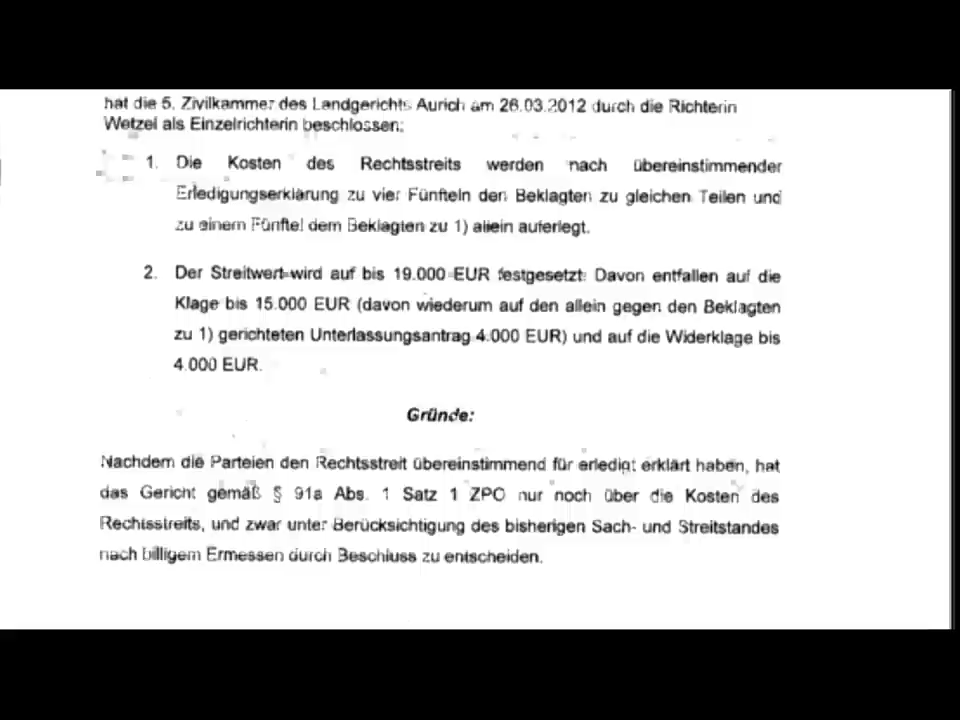 hat die 5. Zivilkammer des Landgerichts Aurich am 26.03.2012 durch die Richterin
Wetzel als Einzelrichterin beschlossen:
1. Die Kosten des Rechtsstreits werden nach übereinstimmender
Erledigungserklärung zu vier Fünfteln den Beklagten zu gleichen Teilen und
zu einem Fünftel dem Beklagten zu 1) allein auferlegt.
2. Der Streitwert wird auf bis 19.000 EUR festgesetzt. Davon entfallen auf die
Klage bis 15.000 EUR (davon wiederum auf den allein gegen den Beklagten
zu 1) gerichteten Unterlassungsantrag 4.000 EUR) und auf die Widerklage bis
4.000 EUR.
Gründe:
Nachdem die Parteien den Rechtsstreit übereinstimmend für erledigt erklärt haben, hat
das Gericht gemäß § 91a Abs. 1 Satz 1 ZPO nur noch über die Kosten des
Rechtsstreits, und zwar unter Berücksichtigung des bisherigen Sach- und Streitstandes
nach billigem Ermessen durch Beschluss zu entscheiden.